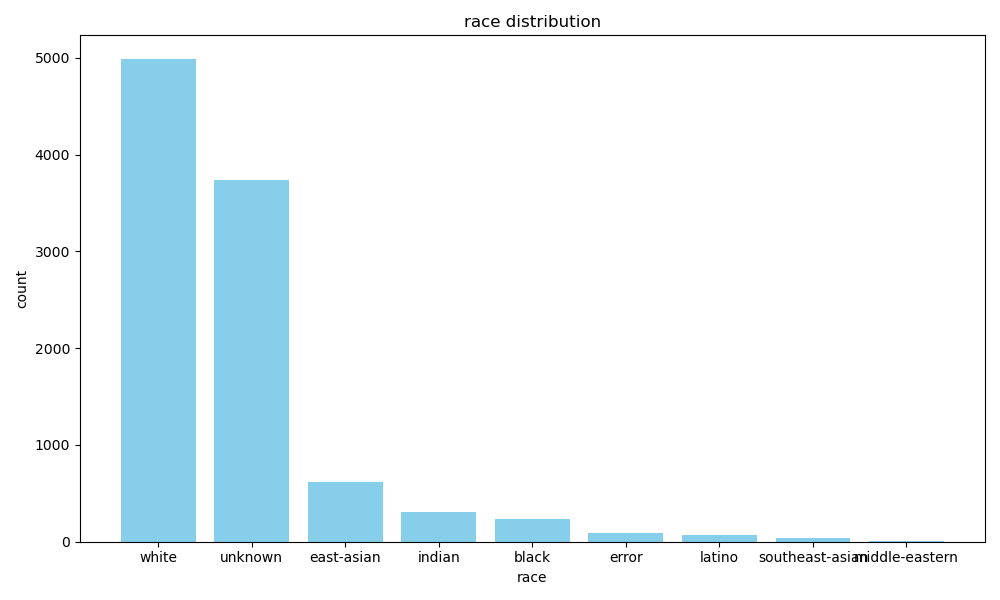 race distribution
5000
4000
3000
2000
1000
0
count
white unknown east-asian indian black error latino southeast-asian middle-eastern
race